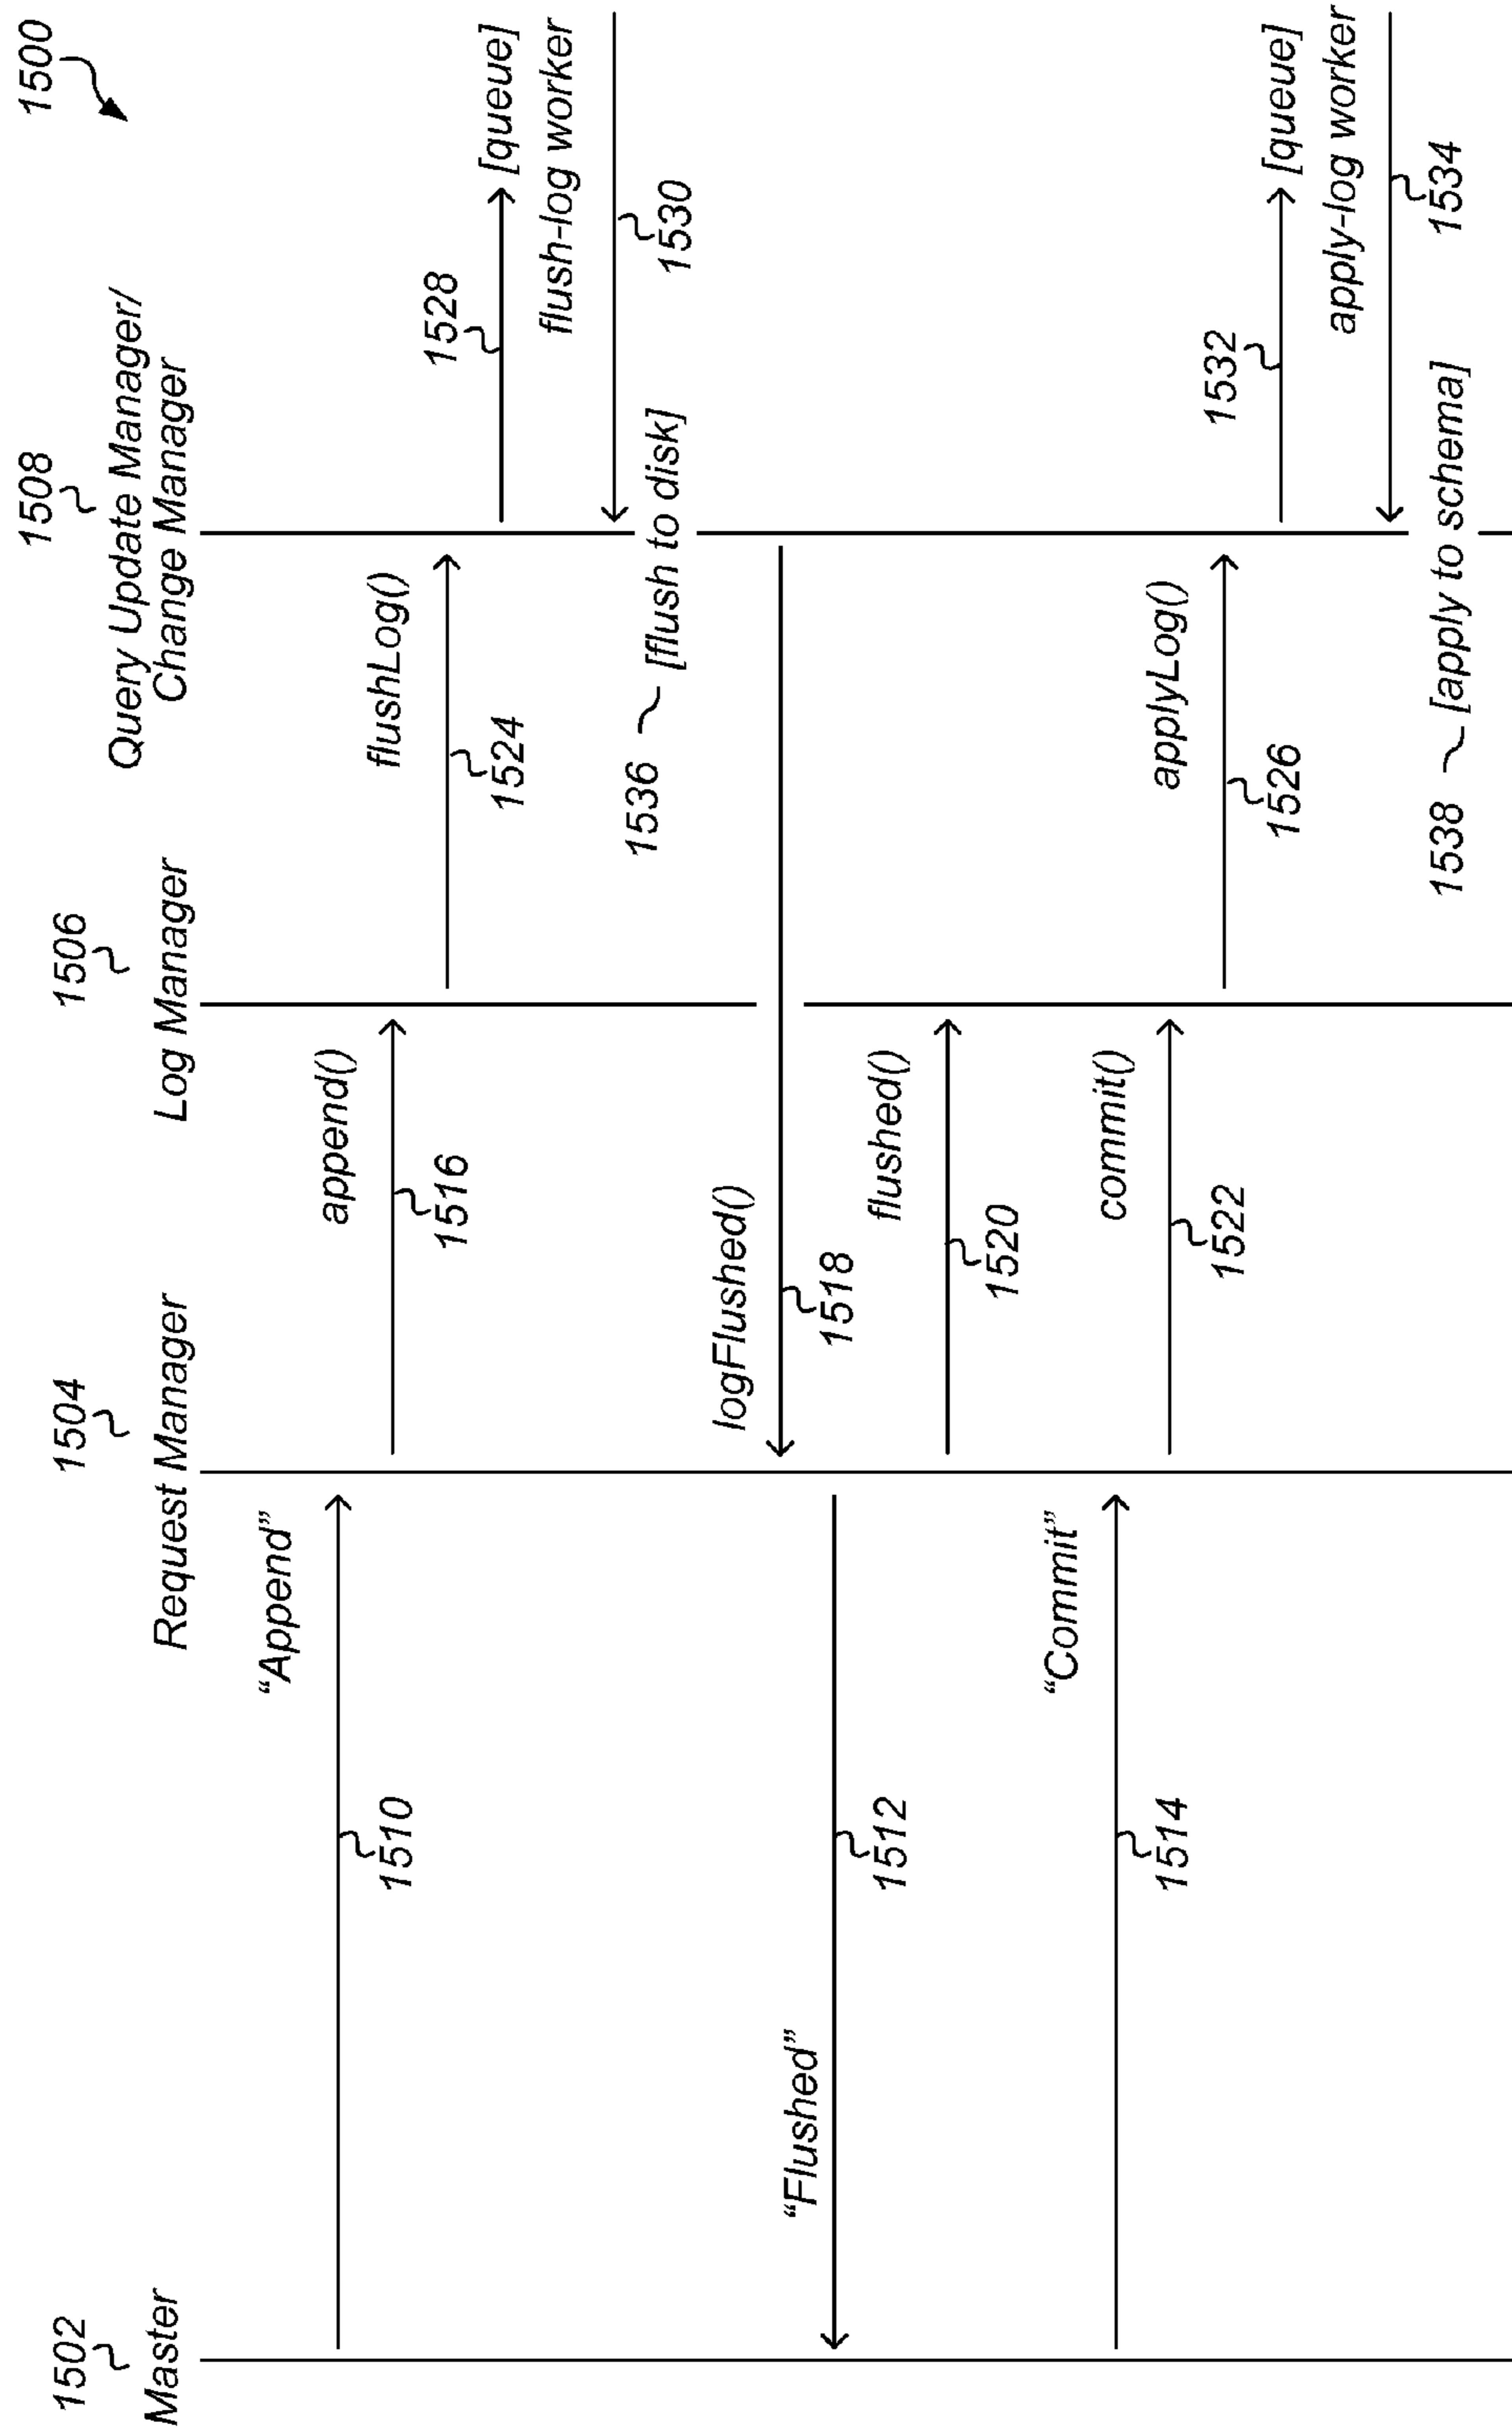 1500
1502
Master
1504
Request Manager
1506
Log Manager
1508
Query Update Manager/
Change Manager
“Append”
1510
append()
1516
flushLog()
1524
1528
[queue]
flush-log worker
1530
1536
[flush to disk]
logFlushed()
1518
“Flushed”
1512
flushed()
1520
“Commit”
1514
commit()
1522
applyLog()
1526
1532
[queue]
apply-log worker
1534
1538
[apply to schema]